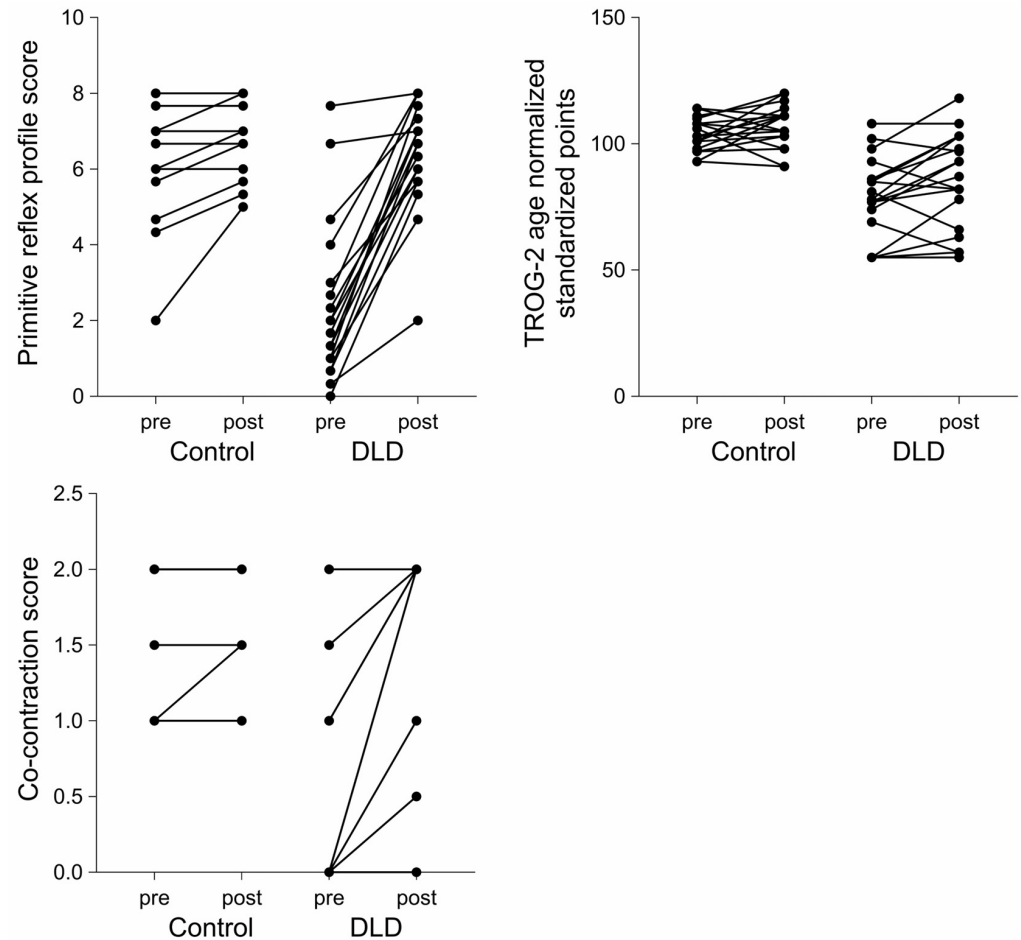 Primitive reflex profile score
10
8
6
4
2
0
pre post pre post
Control DLD
TROG-2 age normalized
standardized points
150
100
50
0
pre post pre post
Control DLD
Co-contraction score
2.5
2.0
1.5
1.0
0.5
0.0
pre post pre post
Control DLD